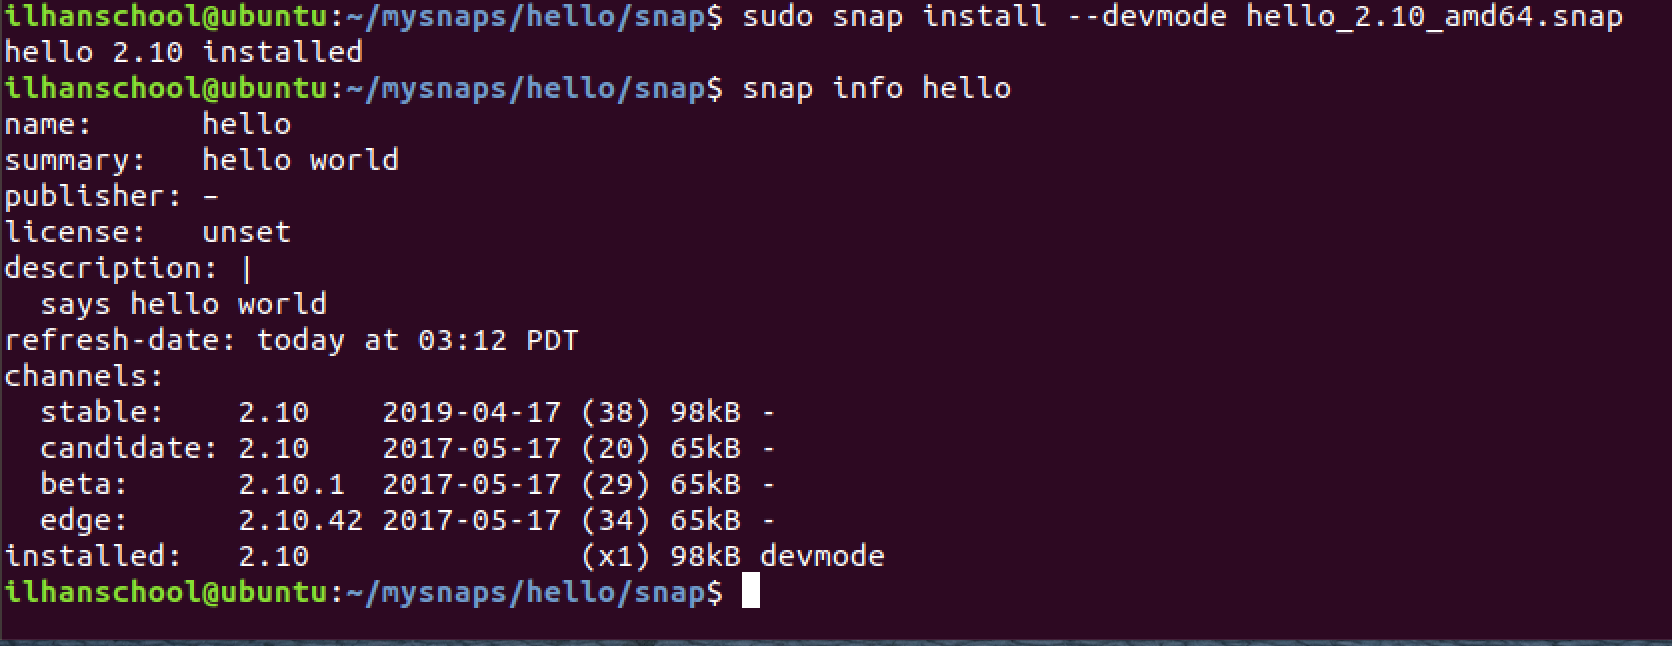 ilhanschool@ubuntu:~/mysnaps/hello/snap$ sudo snap install --devmode hello_2.10_amd64.snap
hello 2.10 installed
ilhanschool@ubuntu:~/mysnaps/hello/snap$ snap info hello
name:      hello
summary:   hello world
publisher: –
license:   unset
description: |
  says hello world
refresh-date: today at 03:12 PDT
channels:
  stable:    2.10    2019-04-17 (38) 98kB -
  candidate: 2.10    2017-05-17 (20) 65kB -
  beta:      2.10.1  2017-05-17 (29) 65kB -
  edge:      2.10.42 2017-05-17 (34) 65kB -
installed:   2.10               (x1) 98kB devmode
ilhanschool@ubuntu:~/mysnaps/hello/snap$